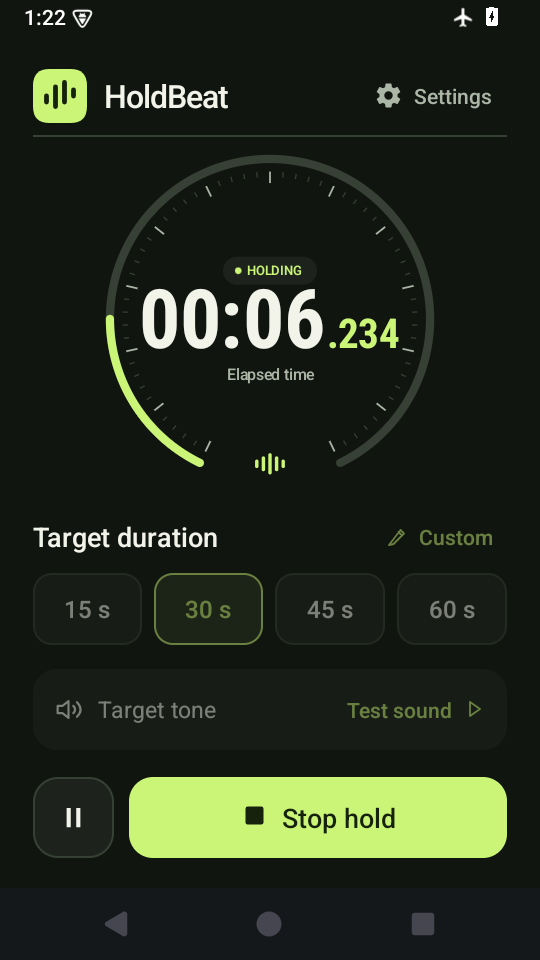 1:22
HoldBeat
Settings
HOLDING
00:06.234
Elapsed time
Target duration
Custom
15 s
30 s
45 s
60 s
Target tone
Test sound
Stop hold